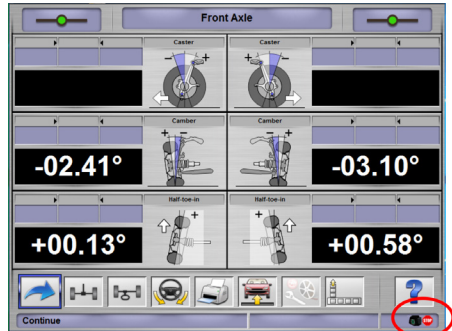 Front Axle
Caster Caster
Camber Camber
-02.41° -03.10°
Half-toe-in Half-toe-in
+00.13° +00.58°
?
Continue STOP